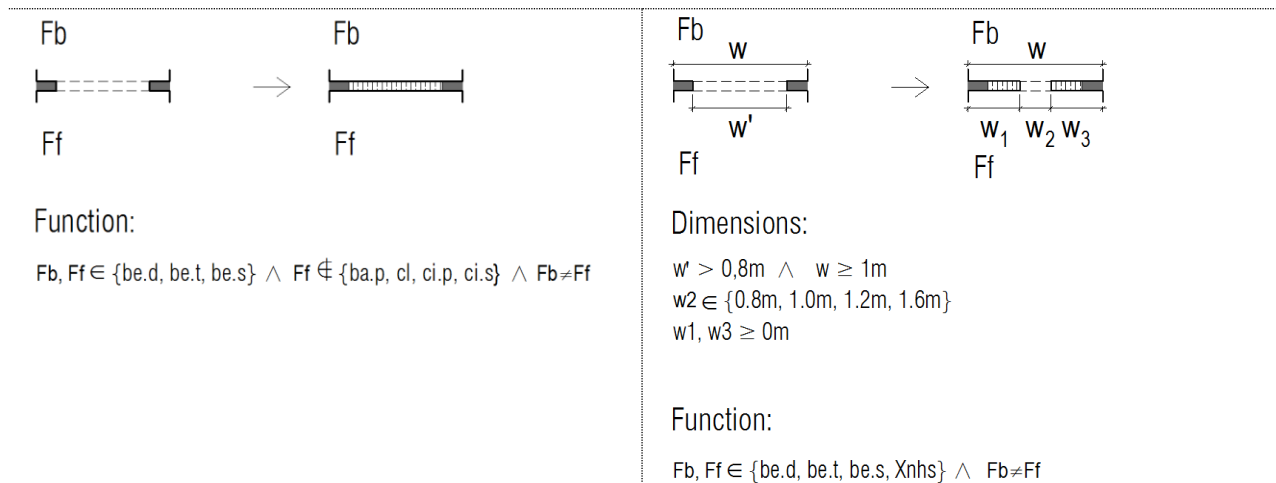 Fb
Fb
Ff
Ff
Function:
Fb, Ff ∈ {be.d, be.t, be.s} ∧ Ff ∉ {ba.p, cl, ci.p, ci.s} ∧ Fb≠Ff
Fb
w
w'
Ff
Fb
w
w1 w2 w3
Ff
Dimensions:
w' > 0,8m ∧ w ≥ 1m
w2 ∈ {0.8m, 1.0m, 1.2m, 1.6m}
w1, w3 ≥ 0m
Function:
Fb, Ff ∈ {be.d, be.t, be.s, Xnhs} ∧ Fb≠Ff